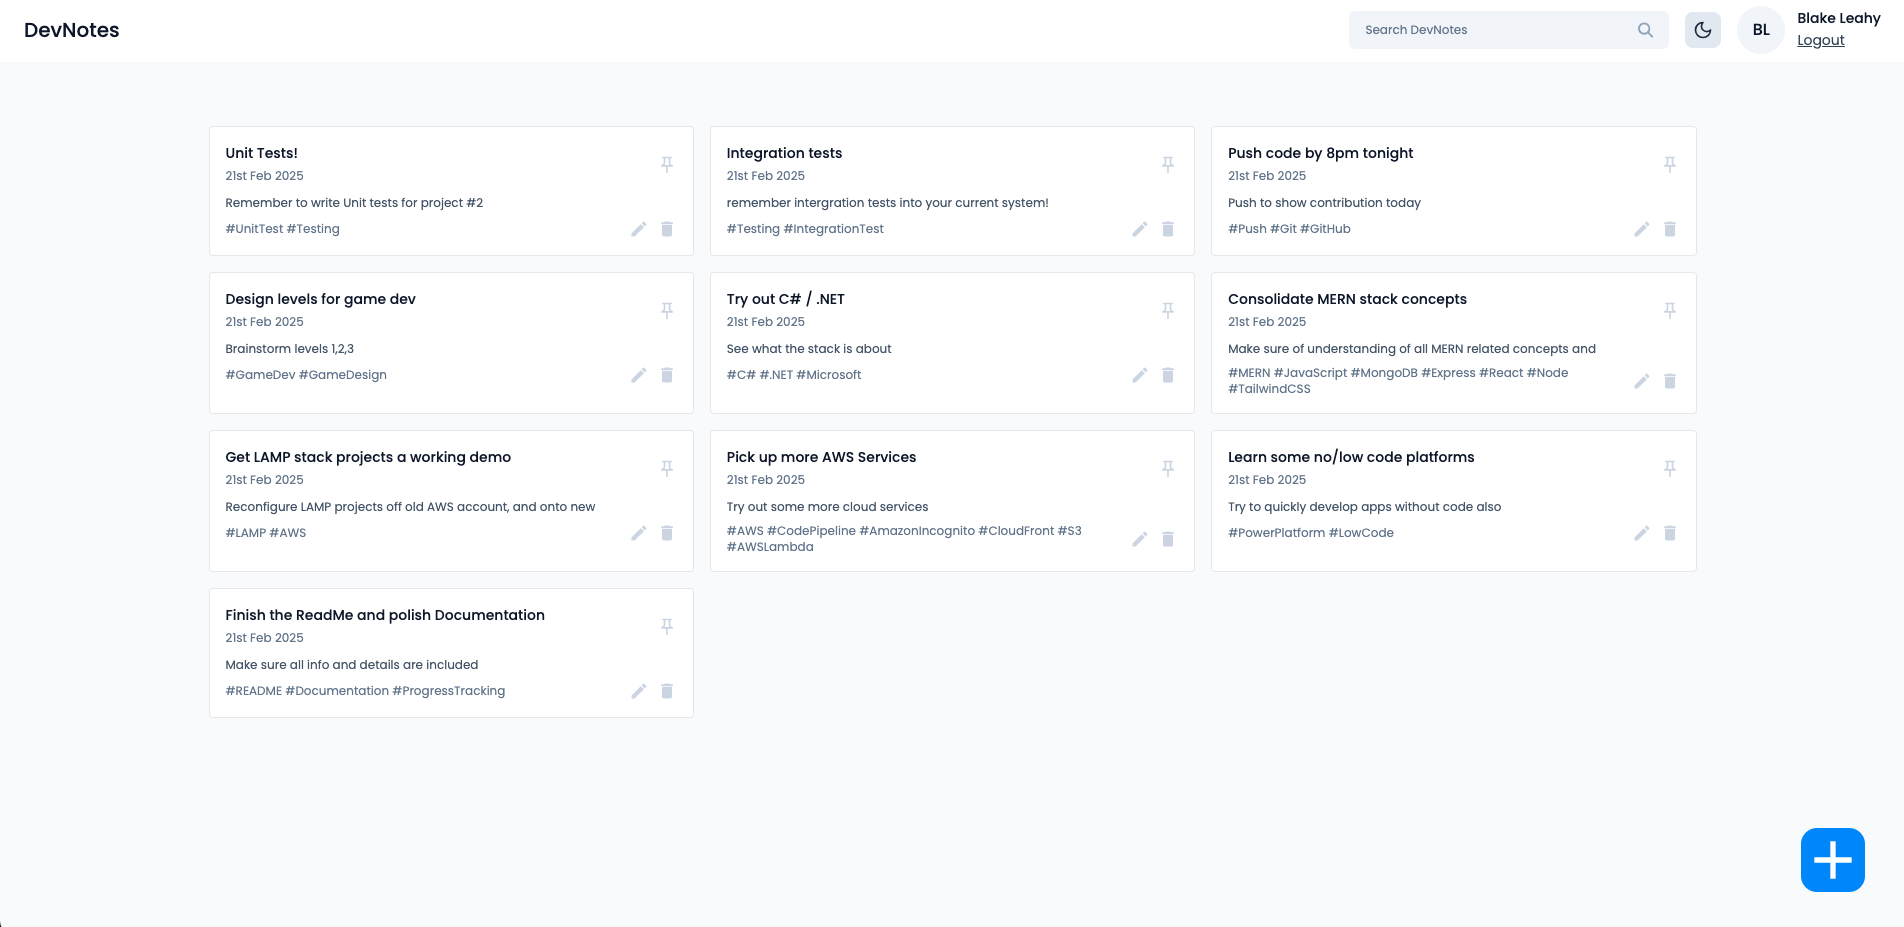 DevNotes
Search DevNotes
BL
Blake Leahy
Logout
Unit Tests!
21st Feb 2025
Remember to write Unit tests for project #2
#UnitTest #Testing
Integration tests
21st Feb 2025
remember intergration tests into your current system!
#Testing #IntegrationTest
Push code by 8pm tonight
21st Feb 2025
Push to show contribution today
#Push #Git #GitHub
Design levels for game dev
21st Feb 2025
Brainstorm levels 1,2,3
#GameDev #GameDesign
Try out C# / .NET
21st Feb 2025
See what the stack is about
#C# #.NET #Microsoft
Consolidate MERN stack concepts
21st Feb 2025
Make sure of understanding of all MERN related concepts and
#MERN #JavaScript #MongoDB #Express #React #Node
#TailwindCSS
Get LAMP stack projects a working demo
21st Feb 2025
Reconfigure LAMP projects off old AWS account, and onto new
#LAMP #AWS
Pick up more AWS Services
21st Feb 2025
Try out some more cloud services
#AWS #CodePipeline #AmazonIncognito #CloudFront #S3
#AWSLambda
Learn some no/low code platforms
21st Feb 2025
Try to quickly develop apps without code also
#PowerPlatform #LowCode
Finish the ReadMe and polish Documentation
21st Feb 2025
Make sure all info and details are included
#README #Documentation #ProgressTracking